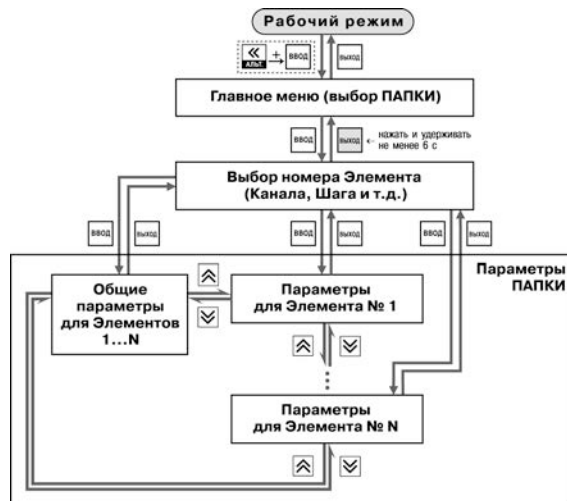 Рабочий режим
АЛЬТ.
+
ВВОД
ВЫХОД
Главное меню (выбор ПАПКИ)
ВВОД
ВЫХОД
нажать и удерживать
не менее 6 с
Выбор номера Элемента
(Канала, Шага и т.д.)
ВВОД
ВЫХОД
ВВОД
ВЫХОД
ВВОД
ВЫХОД
Параметры
ПАПКИ
Общие
параметры
для Элементов
1...N
Параметры
для Элемента № 1
Параметры
для Элемента № N